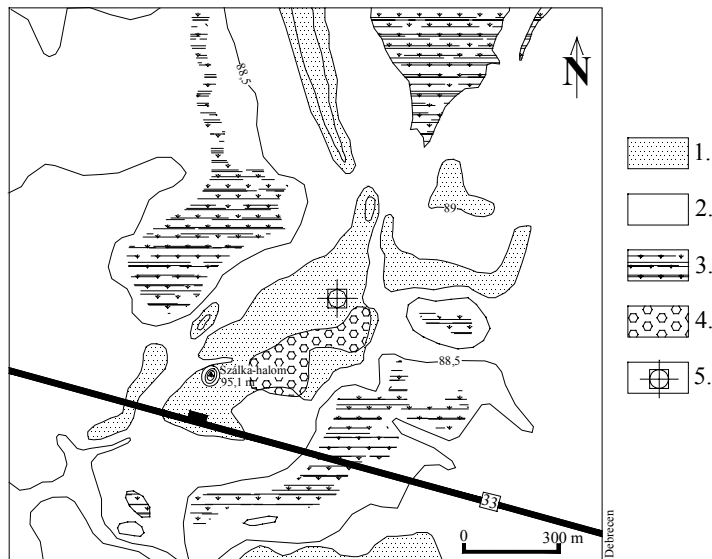 N
88,5
89
Szálka-halom
95,1 m
88,5
33
0 300 m
Debrecen
1.
2.
3.
4.
5.